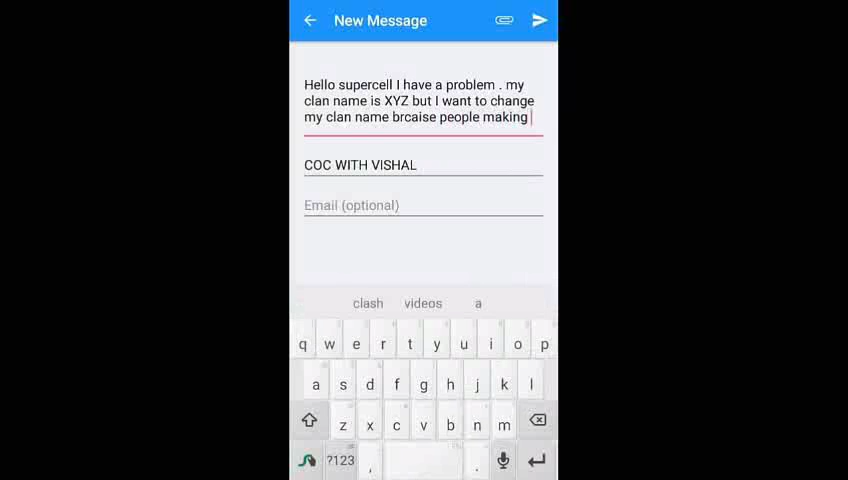 New Message
Hello supercell I have a problem . my
clan name is XYZ but I want to change
my clan name brcaise people making
COC WITH VISHAL
Email (optional)
clash videos a
q w e r t y u i o p
a s d f g h j k l
z x c v b n m
?123 , .